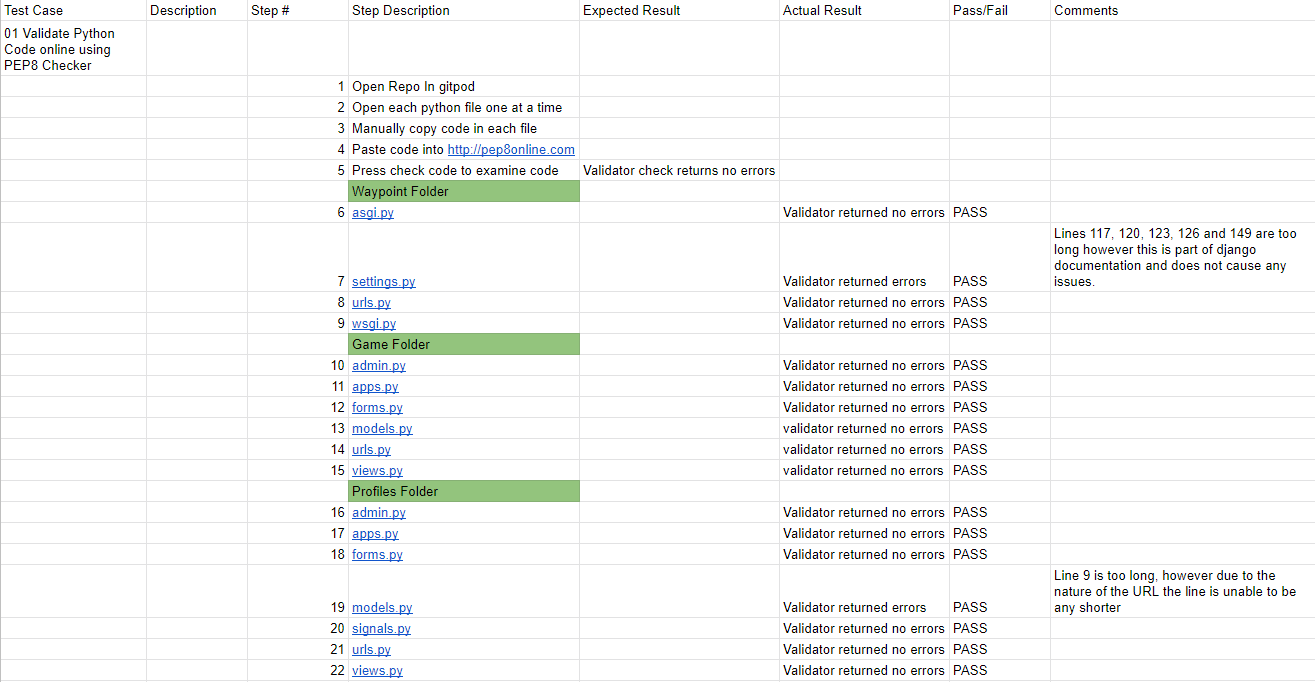 Test Case Description Step # Step Description Expected Result Actual Result Pass/Fail Comments
01 Validate Python
Code online using
PEP8 Checker
1 Open Repo In gitpod
2 Open each python file one at a time
3 Manually copy code in each file
4 Paste code into http://pep8online.com
5 Press check code to examine code Validator check returns no errors
Waypoint Folder
6 asgi.py Validator returned no errors PASS
Lines 117, 120, 123, 126 and 149 are too
long however this is part of django
documentation and does not cause any
7 settings.py Validator returned errors PASS issues.
8 urls.py Validator returned no errors PASS
9 wsgi.py Validator returned no errors PASS
Game Folder
10 admin.py Validator returned no errors PASS
11 apps.py Validator returned no errors PASS
12 forms.py Validator returned no errors PASS
13 models.py validator returned no errors PASS
14 urls.py validator returned no errors PASS
15 views.py validator returned no errors PASS
Profiles Folder
16 admin.py Validator returned no errors PASS
17 apps.py Validator returned no errors PASS
18 forms.py Validator returned no errors PASS
Line 9 is too long, however due to the
nature of the URL the line is unable to be
19 models.py Validator returned errors PASS any shorter
20 signals.py Validator returned no errors PASS
21 urls.py Validator returned no errors PASS
22 views.py Validator returned no errors PASS